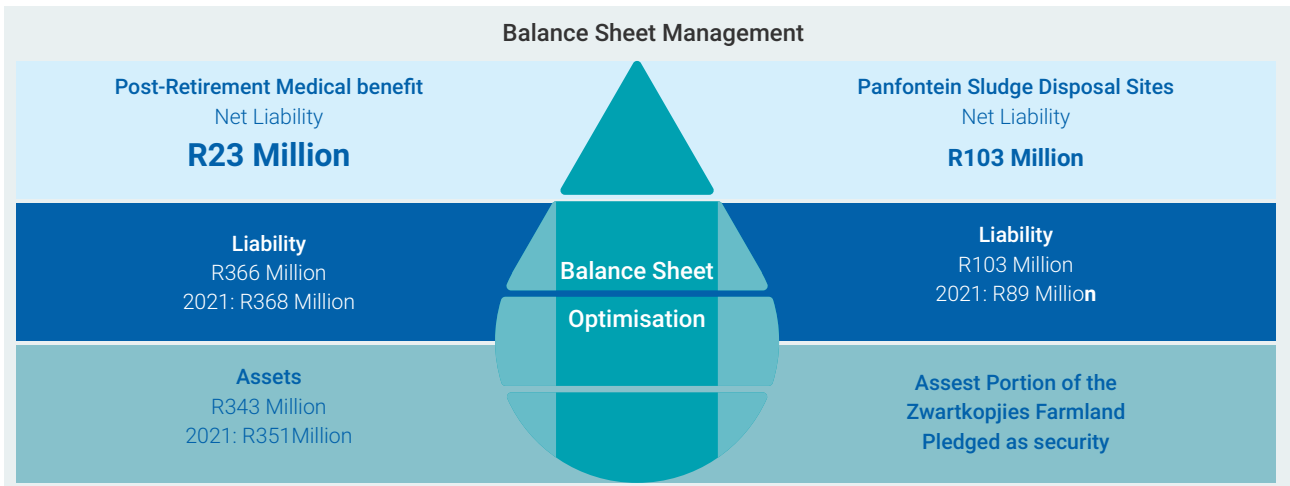 Balance Sheet Management
Post-Retirement Medical benefit
Net Liability
R23 Million
Panfontein Sludge Disposal Sites
Net Liability
R103 Million
Liability
R366 Million
2021: R368 Million
Balance Sheet
Optimisation
Liability
R103 Million
2021: R89 Million
Assets
R343 Million
2021: R351Million
Assest Portion of the
Zwartkopjies Farmland
Pledged as security